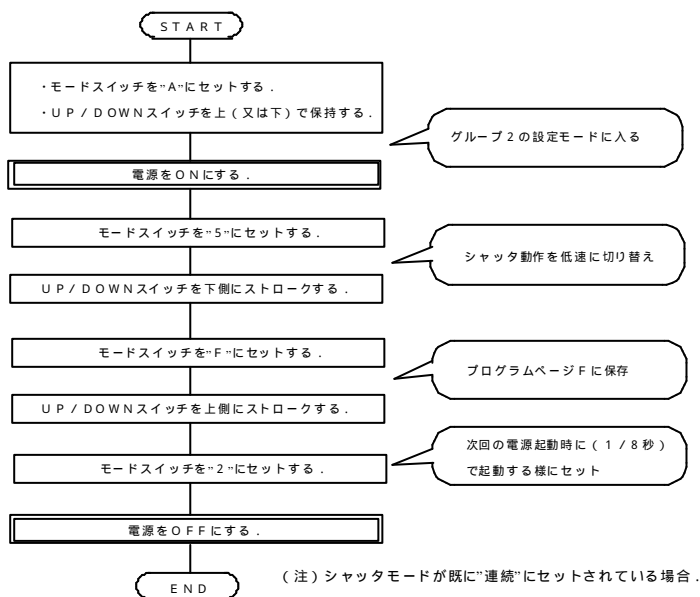 START
・モードスイッチを”A”にセットする．
・UP／DOWNスイッチを上（又は下）で保持する．
グループ2の設定モードに入る
電源をONにする．
モードスイッチを”5”にセットする．
シャッタ動作を低速に切り替え
UP／DOWNスイッチを下側にストロークする．
モードスイッチを”F”にセットする．
プログラムページFに保存
UP／DOWNスイッチを上側にストロークする．
次回の電源起動時に（1／8秒）
で起動する様にセット
モードスイッチを”2”にセットする．
電源をOFFにする．
（注）シャッタモードが既に”連続”にセットされている場合．
END